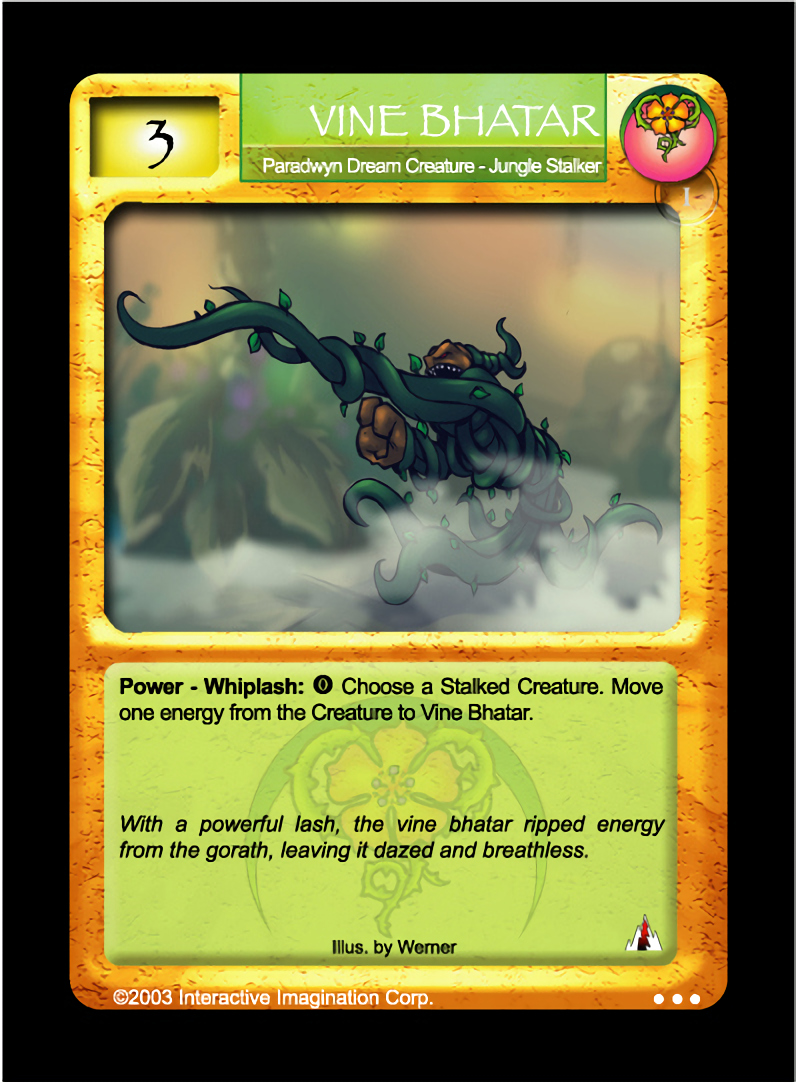 3
VINE BHATAR
Paradwyn Dream Creature - Jungle Stalker
1
Power - Whiplash: 0 Choose a Stalked Creature. Move
one energy from the Creature to Vine Bhatar.
With a powerful lash, the vine bhatar ripped energy
from the gorath, leaving it dazed and breathless.
Illus. by Werner
©2003 Interactive Imagination Corp.